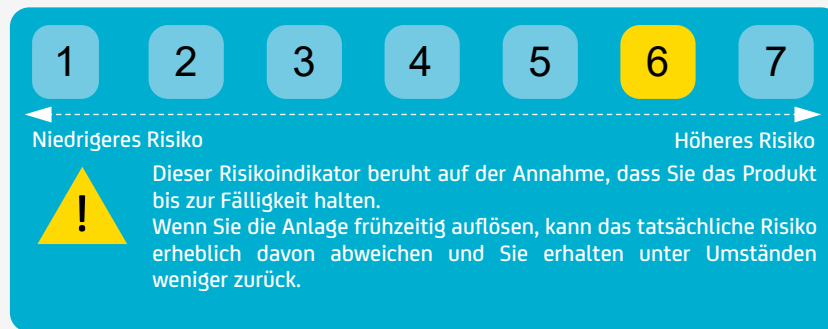 1 2 3 4 5 6 7
Niedrigeres Risiko Höheres Risiko
!
Dieser Risikoindikator beruht auf der Annahme, dass Sie das Produkt
bis zur Fälligkeit halten.
Wenn Sie die Anlage frühzeitig auflösen, kann das tatsächliche Risiko
erheblich davon abweichen und Sie erhalten unter Umständen
weniger zurück.